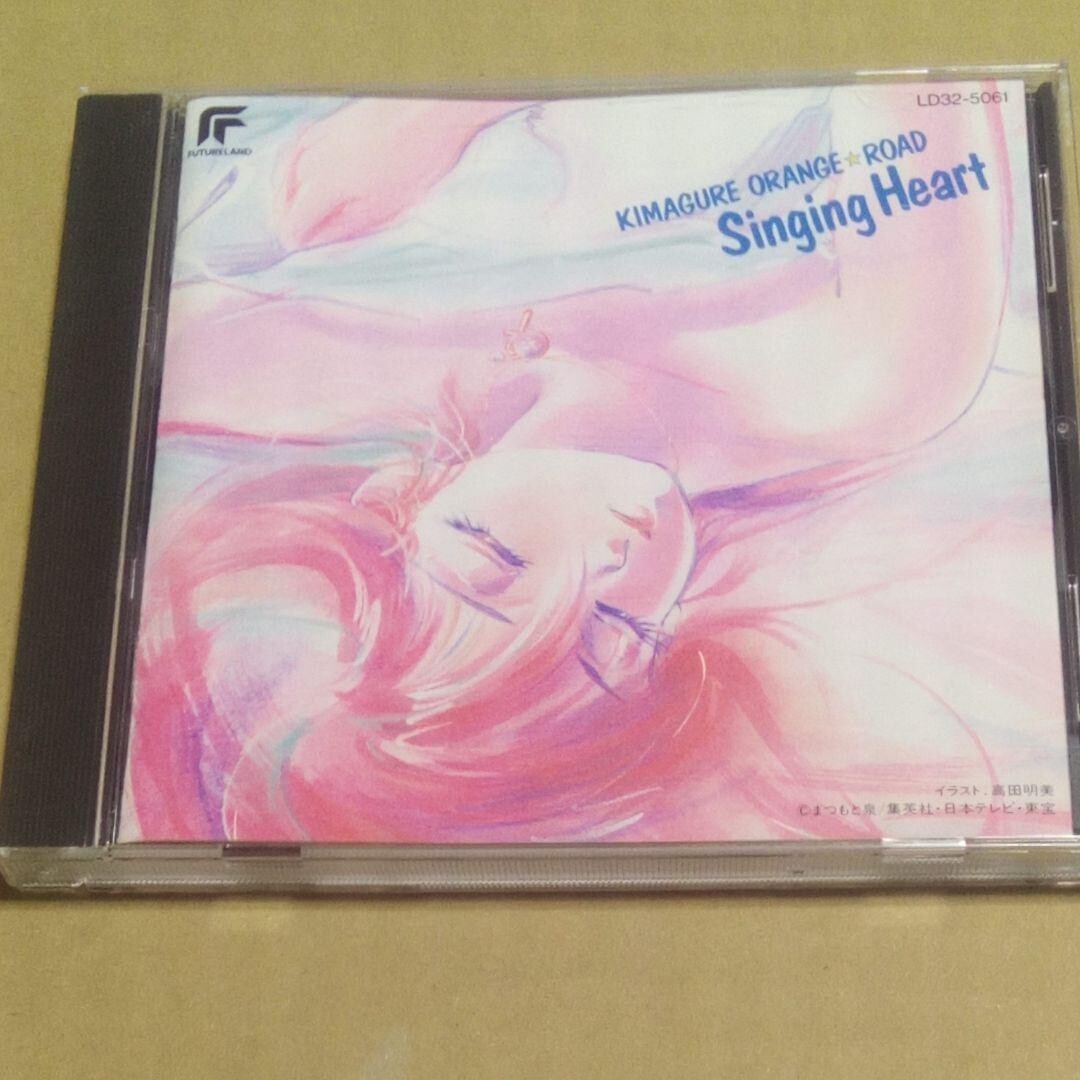 FUTURELAND
LD32-5061
KIMAGURE ORANGE☆ROAD
Singing Heart
イラスト.高田明美
©まつもと泉/集英社・日本テレビ・東宝